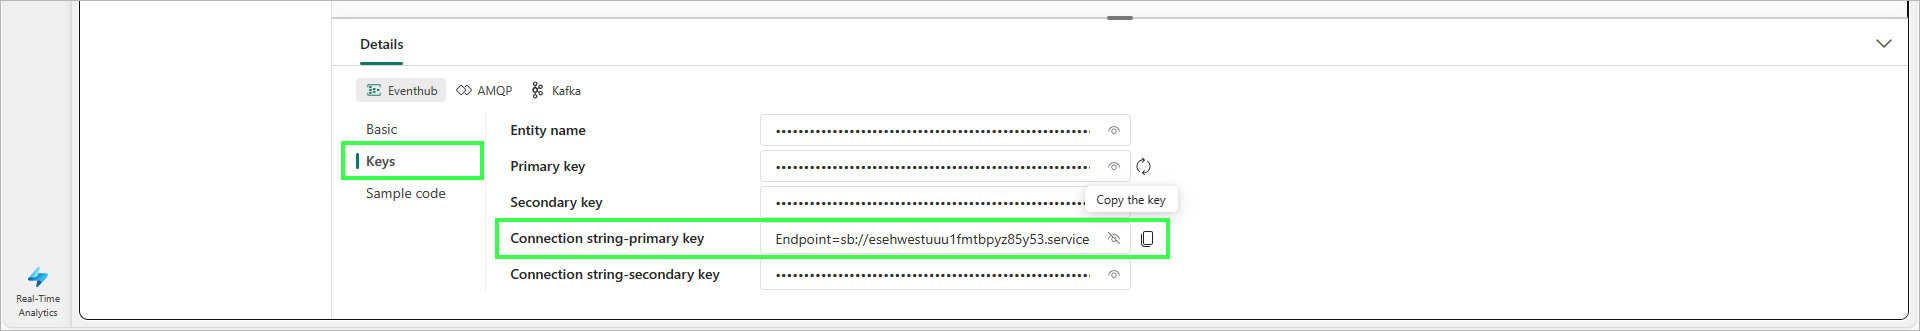 Details
Eventhub
AMQP
Kafka
Basic
Keys
Sample code
Entity name
••••••••••••••••••••••••••••••••••••••••••••••••••••••••
Primary key
••••••••••••••••••••••••••••••••••••••••••••••••••••••••
Secondary key
••••••••••••••••••••••••••••••••••••••••••••••••••••••••
Copy the key
Connection string-primary key
Endpoint=sb://esehwestuuu1fmtbpyz85y53.service
Connection string-secondary key
••••••••••••••••••••••••••••••••••••••••••••••••••••••••
Real-Time
Analytics